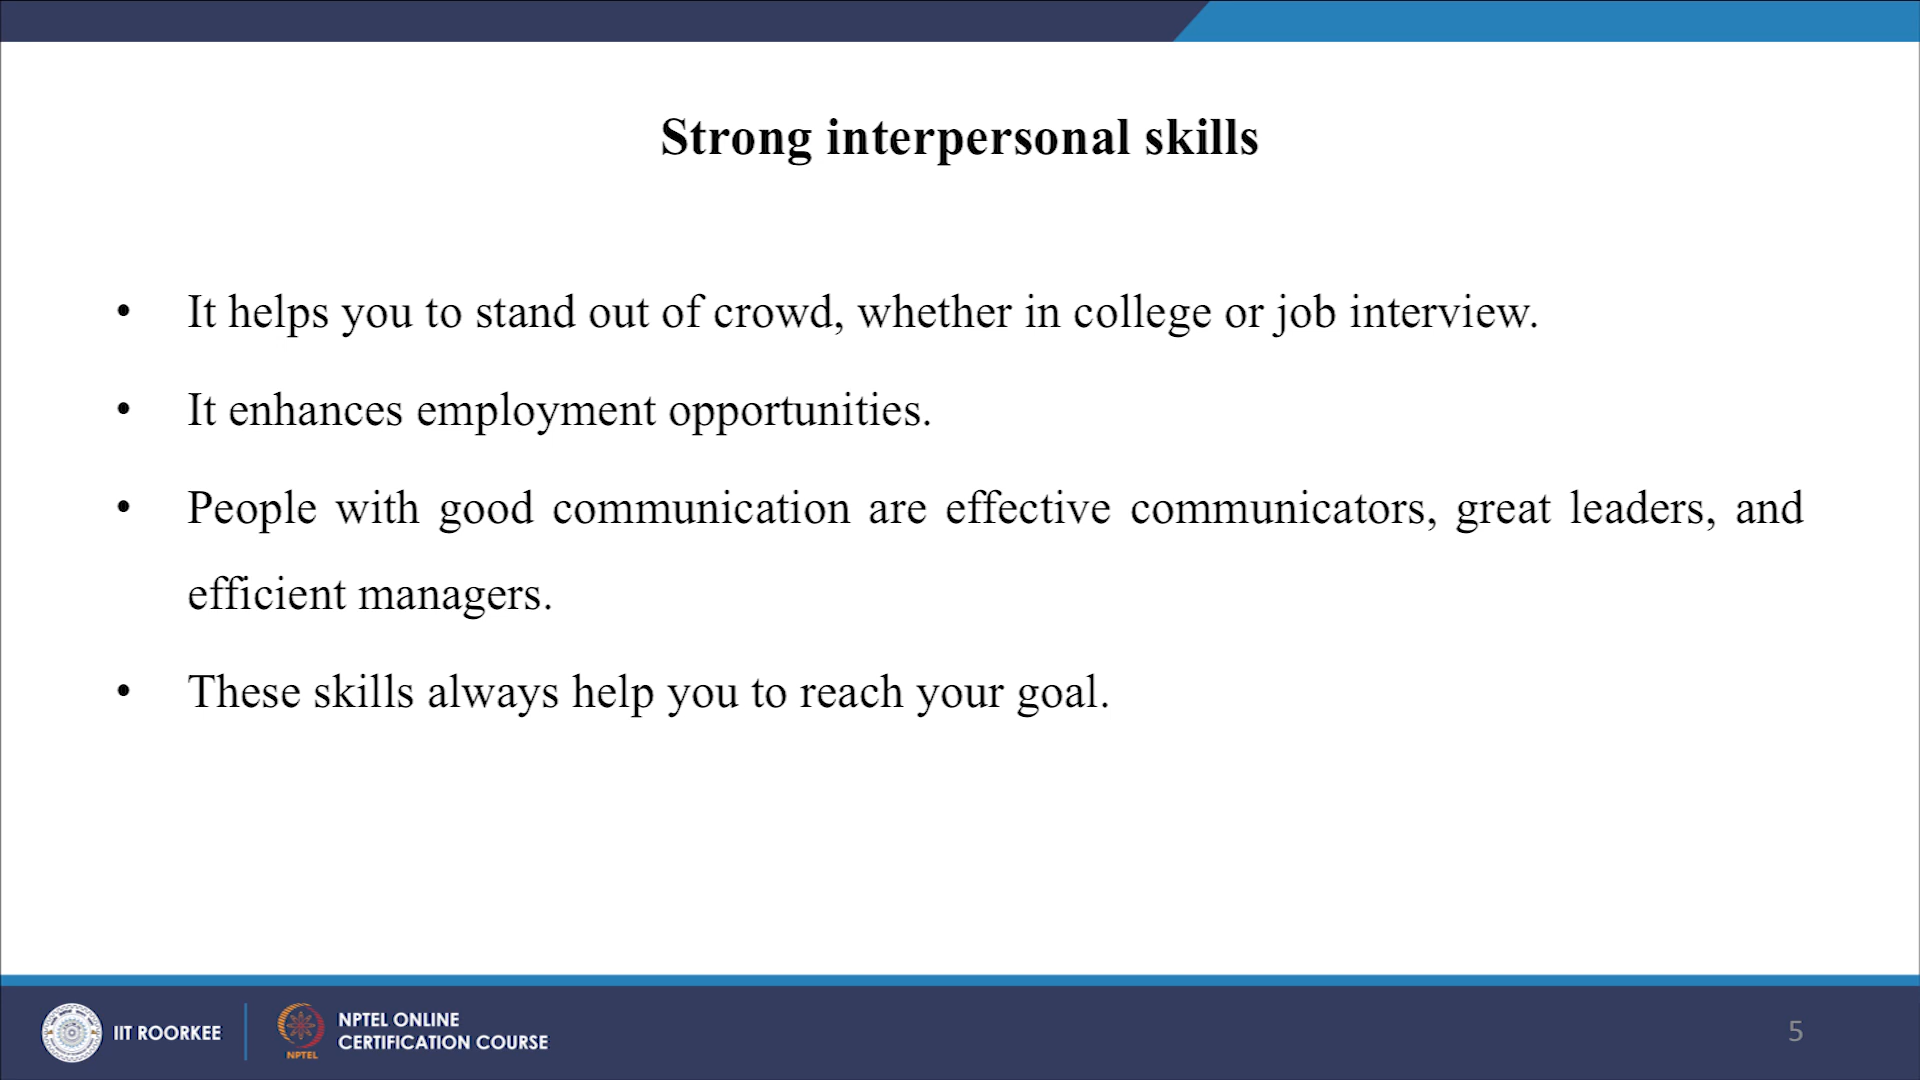 Strong interpersonal skills
• It helps you to stand out of crowd, whether in college or job interview.
• It enhances employment opportunities.
• People with good communication are effective communicators, great leaders, and
efficient managers.
• These skills always help you to reach your goal.
IIT ROORKEE
NPTEL
NPTEL ONLINE
CERTIFICATION COURSE
5